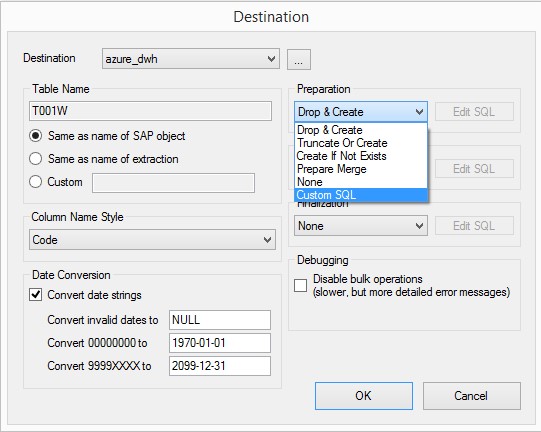 Destination
Destination azure_dwh ...
Table Name
T001W
Same as name of SAP object
Same as name of extraction
Custom
Column Name Style
Code
Date Conversion
Convert date strings
Convert invalid dates to NULL
Convert 00000000 to 1970-01-01
Convert 9999XXXX to 2099-12-31
Preparation
Drop & Create Edit SQL
Drop & Create
Truncate Or Create
Create If Not Exists
Prepare Merge
None
Custom SQL
Edit SQL
Finalization
None Edit SQL
Debugging
Disable bulk operations
(slower, but more detailed error messages)
OK Cancel